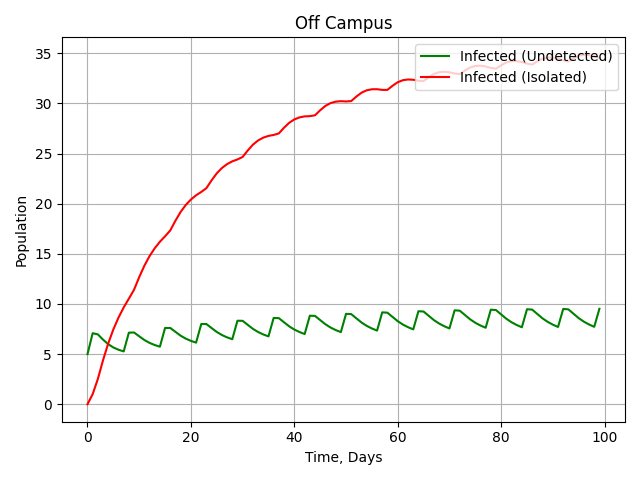 Off Campus
Infected (Undetected)
Infected (Isolated)
Population
35
30
25
20
15
10
5
0
0 20 40 60 80 100
Time, Days